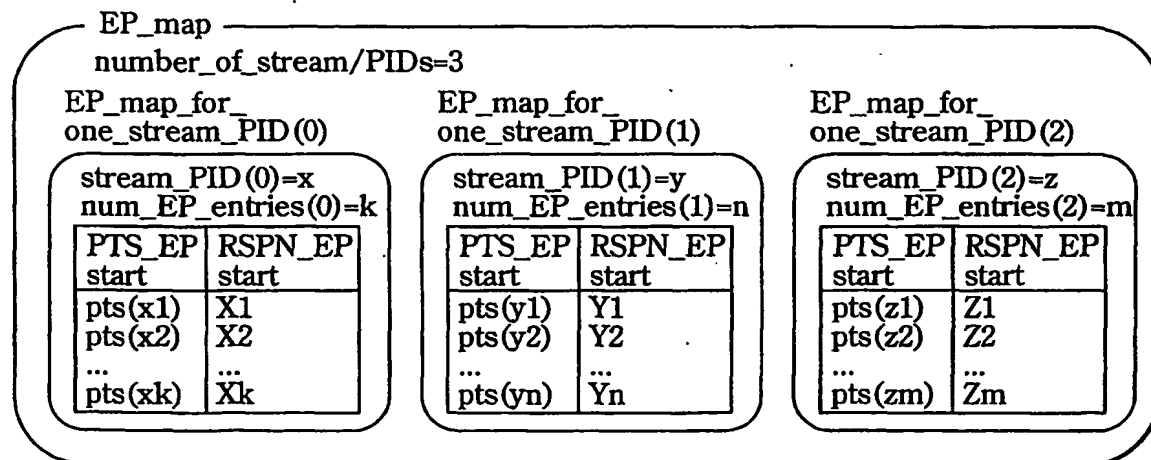 EP_map
number_of_stream/PIDs=3
EP_map_for_
one_stream_PID(0)
stream_PID(0)=x
num_EP_entries(0)=k
PTS_EP RSPN_EP
start start
pts(x1) X1
pts(x2) X2
... ...
pts(xk) Xk
EP_map_for_
one_stream_PID(1)
stream_PID(1)=y
num_EP_entries(1)=n
PTS_EP RSPN_EP
start start
pts(y1) Y1
pts(y2) Y2
... ...
pts(yn) Yn
EP_map_for_
one_stream_PID(2)
stream_PID(2)=z
num_EP_entries(2)=m
PTS_EP RSPN_EP
start start
pts(z1) Z1
pts(z2) Z2
... ...
pts(zm) Zm